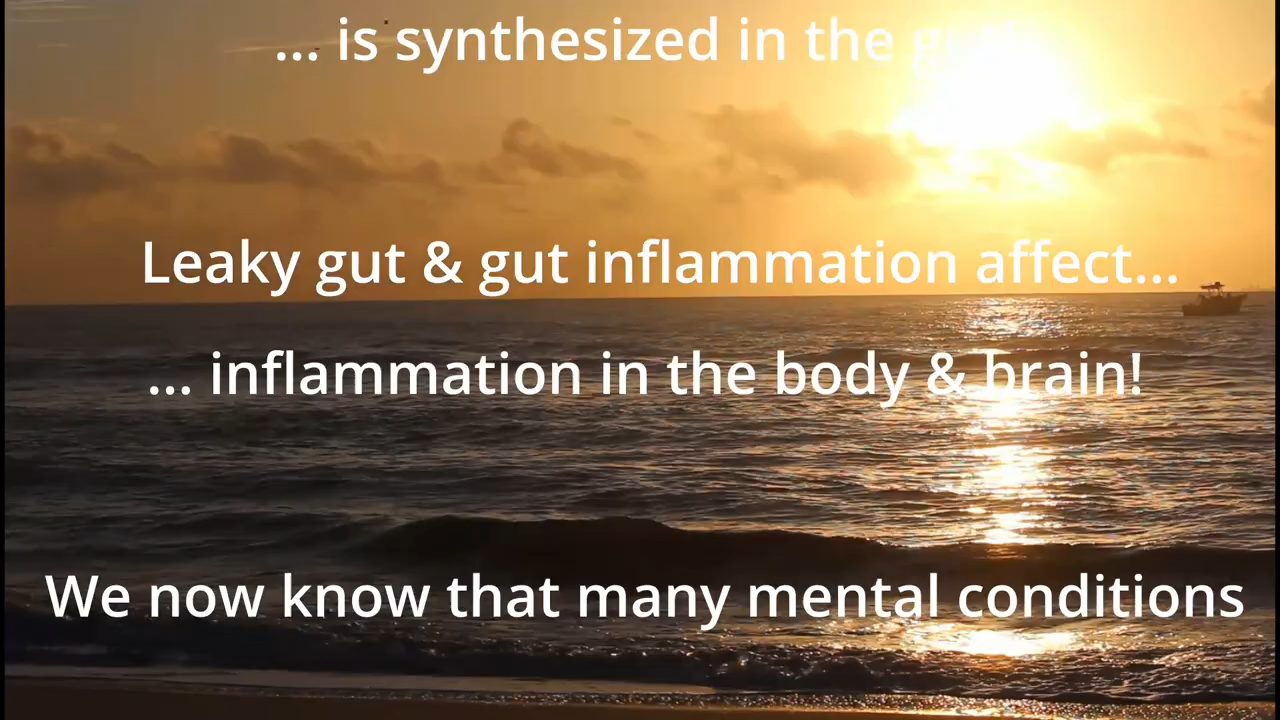 ... is synthesized in the
Leaky gut & gut inflammation affect...
... inflammation in the body & brain!
We now know that many mental conditions